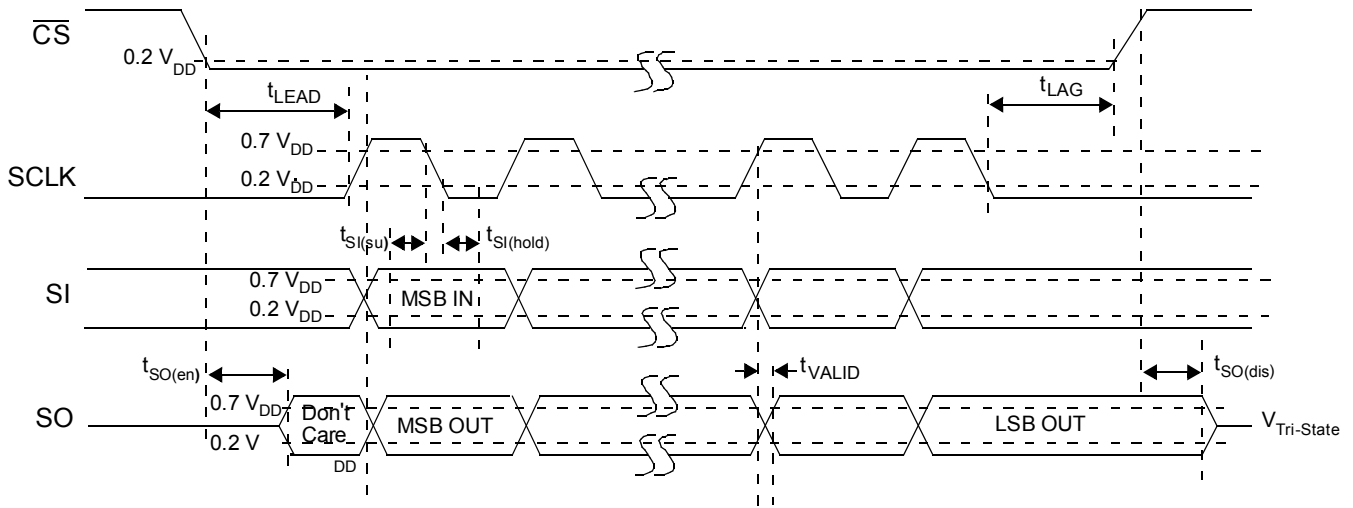 CS
0.2 VDD
tLEAD
tLAG
0.7 VDD
SCLK
0.2 VDD
tSI(su)
tSI(hold)
SI
0.7 VDD
MSB IN
0.2 VDD
tSO(en)
tVALID
tSO(dis)
SO
0.7 VDD
Don't
Care
MSB OUT
LSB OUT
VTri-State
0.2 V
DD